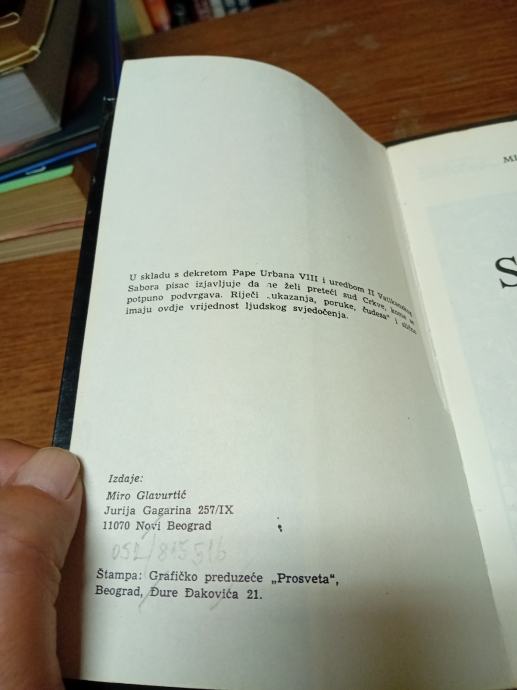 U skladu s dekretom Pape Urbana VIII i uredbom II Vatikanskog
Sabora pisac izjavljuje da ne želi preteći sud Crkve, kome se
potpuno podvrgava. Riječi „ukazanja, poruke, čudesa" i slična
imaju ovdje vrijednost ljudskog svjedočenja.
Izdaje:
Miro Glavurtić
Jurija Gagarina 257/IX
11070 Novi Beograd
Štampa: Grafičko preduzeće „Prosveta",
Beograd, Đure Đakovića 21.